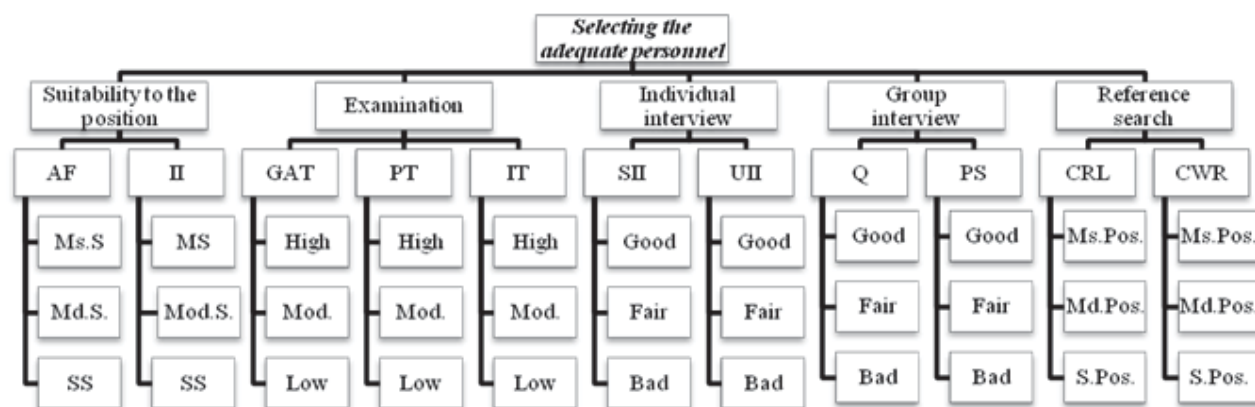 Selecting the
adequate personnel
Suitability to the
position
Examination
Individual
interview
Group
interview
Reference
search
AF
II
GAT
PT
IT
SII
UII
Q
PS
CRL
CWR
Ms.S
MS
High
High
High
Good
Good
Good
Good
Ms.Pos.
Ms.Pos.
Md.S.
Mod.S.
Mod.
Mod.
Mod.
Fair
Fair
Fair
Fair
Md.Pos.
Md.Pos.
SS
SS
Low
Low
Low
Bad
Bad
Bad
Bad
S.Pos.
S.Pos.